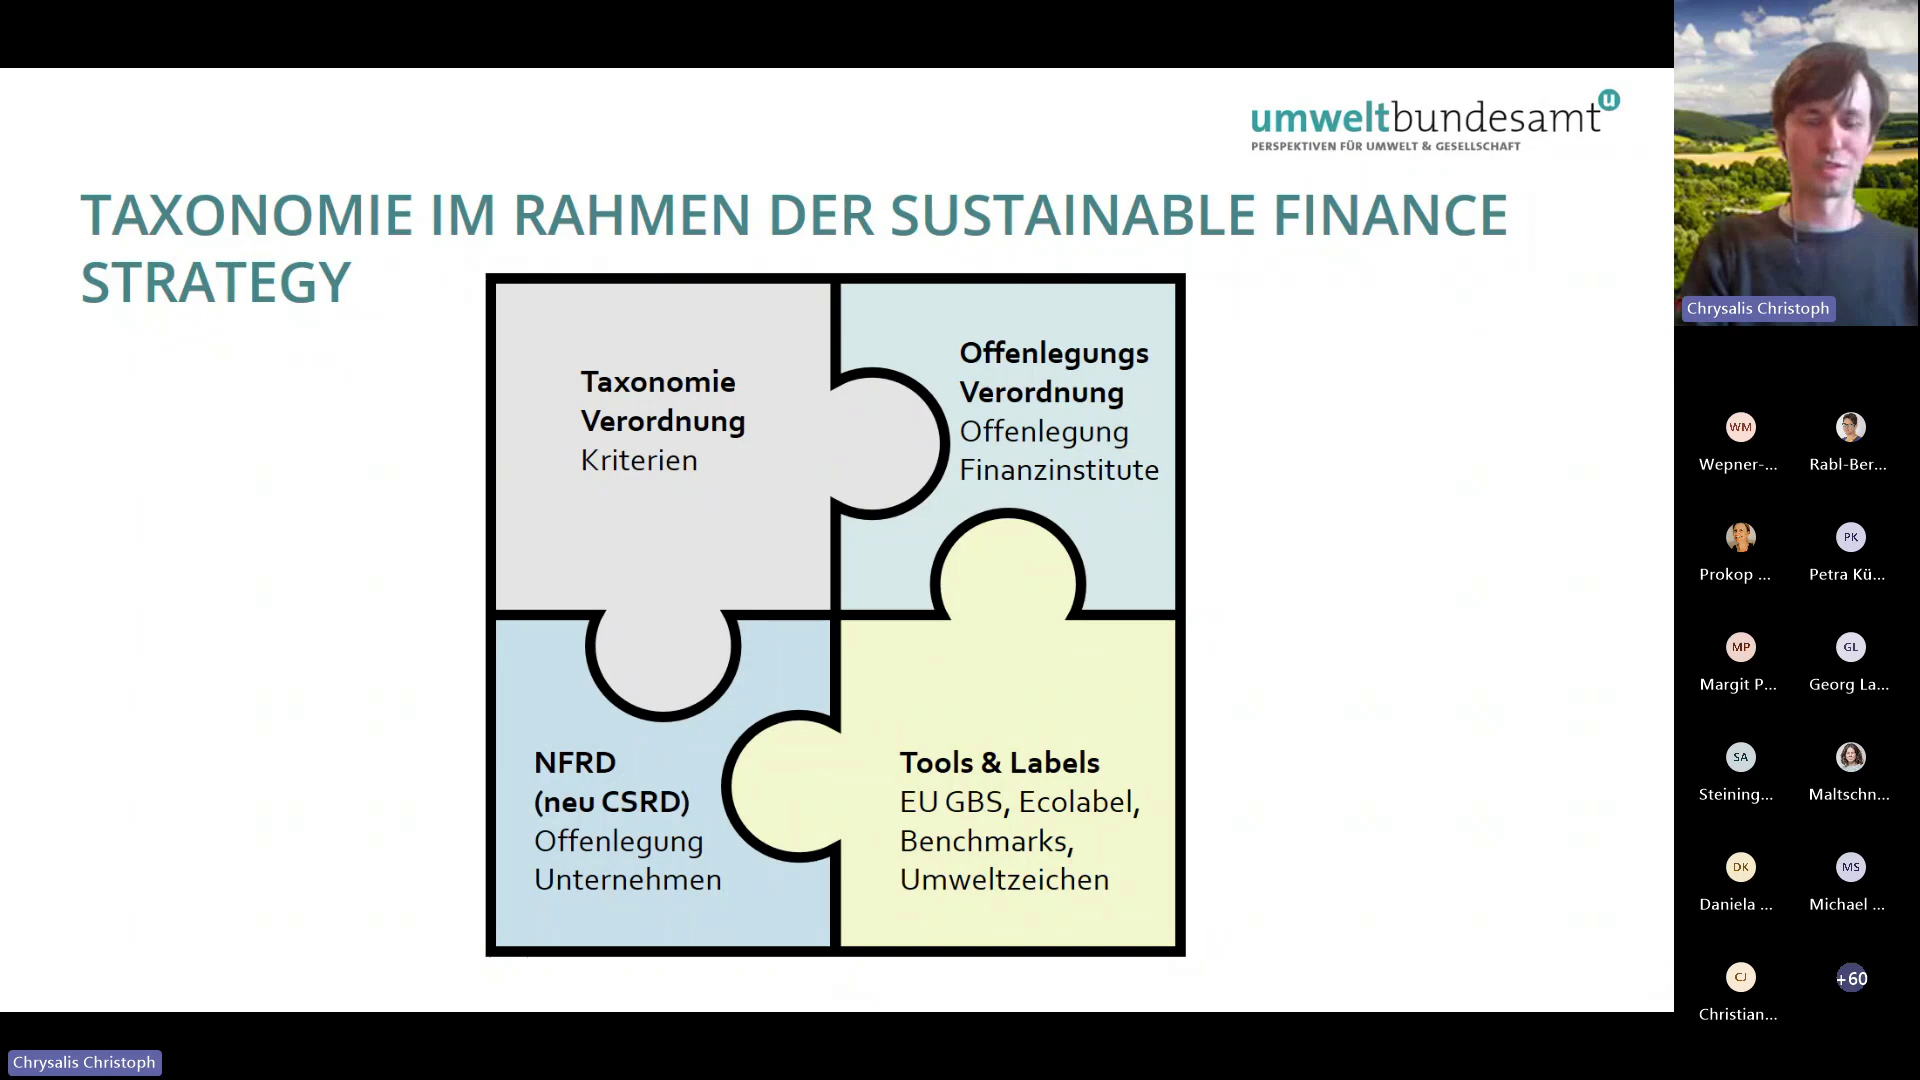 umweltbundesamt u
PERSPEKTIVEN FÜR UMWELT & GESELLSCHAFT
TAXONOMIE IM RAHMEN DER SUSTAINABLE FINANCE
STRATEGY
Taxonomie
Verordnung
Kriterien
Offenlegungs
Verordnung
Offenlegung
Finanzinstitute
NFRD
(neu CSRD)
Offenlegung
Unternehmen
Tools & Labels
EU GBS, Ecolabel,
Benchmarks,
Umweltzeichen
Chrysalis Christoph
WM
Wepner-...
Rabl-Ber...
Prokop ...
PK
Petra Kü...
MP
Margit P...
GL
Georg La...
SA
Steining...
Maltschn...
DK
Daniela ...
MS
Michael ...
CJ
Christian...
+60
Chrysalis Christoph